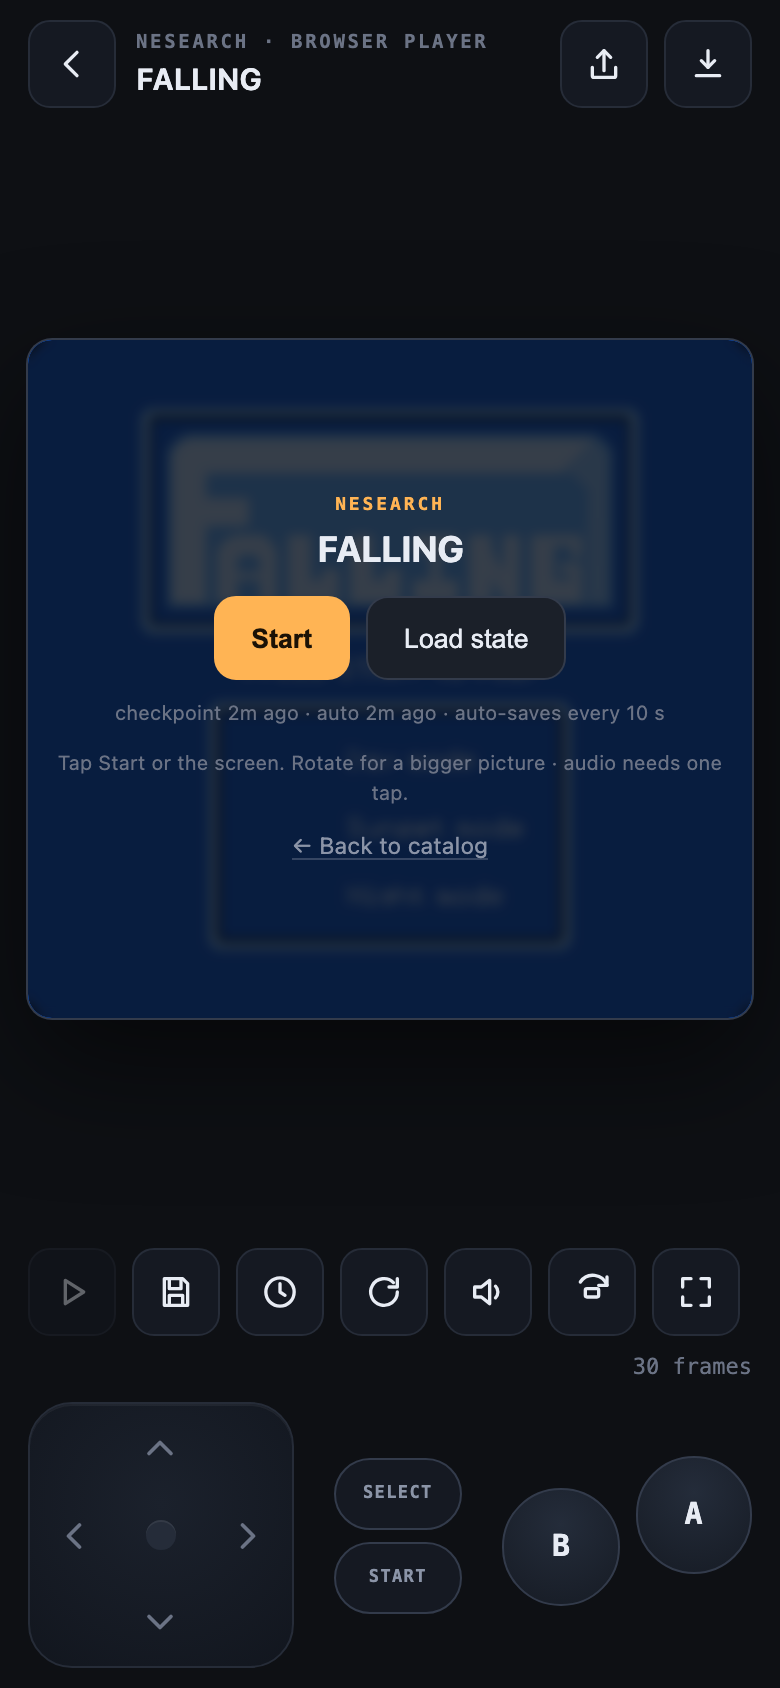 NESEARCH · BROWSER PLAYER
FALLING
NESEARCH
FALLING
Start
Load state
checkpoint 2m ago · auto 2m ago · auto-saves every 10 s
Tap Start or the screen. Rotate for a bigger picture · audio needs one
tap.
← Back to catalog
30 frames
SELECT
START
B
A